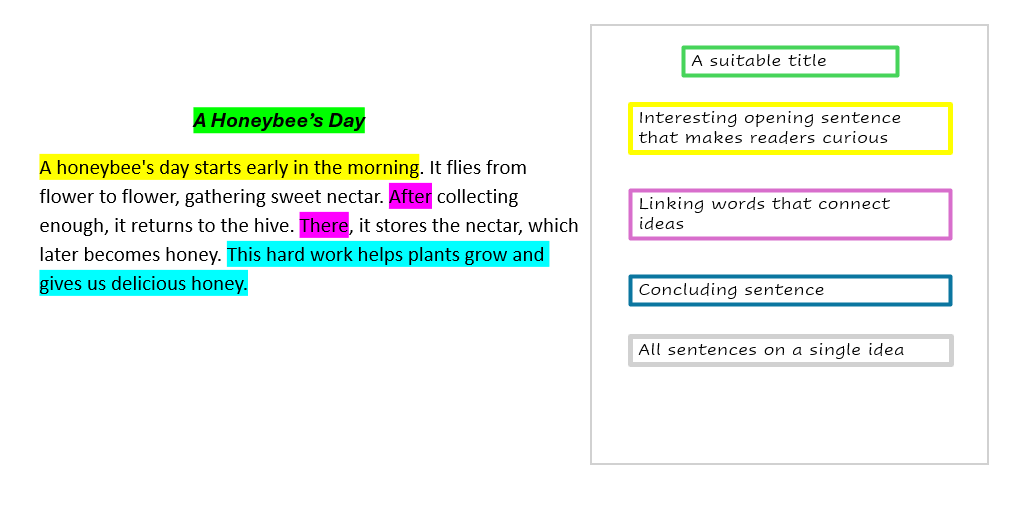 A Honeybee’s Day
A honeybee's day starts early in the morning. It flies from
flower to flower, gathering sweet nectar. After collecting
enough, it returns to the hive. There, it stores the nectar, which
later becomes honey. This hard work helps plants grow and
gives us delicious honey.
A suitable title
Interesting opening sentence
that makes readers curious
Linking words that connect
ideas
Concluding sentence
All sentences on a single idea